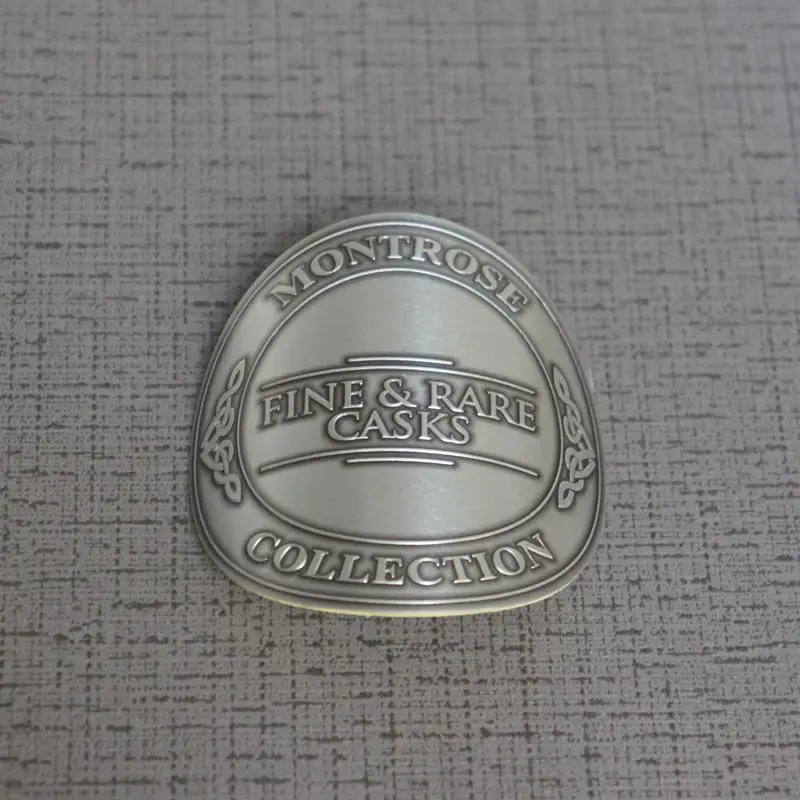 MONTROSE
FINE & RARE
CASKS
COLLECTION